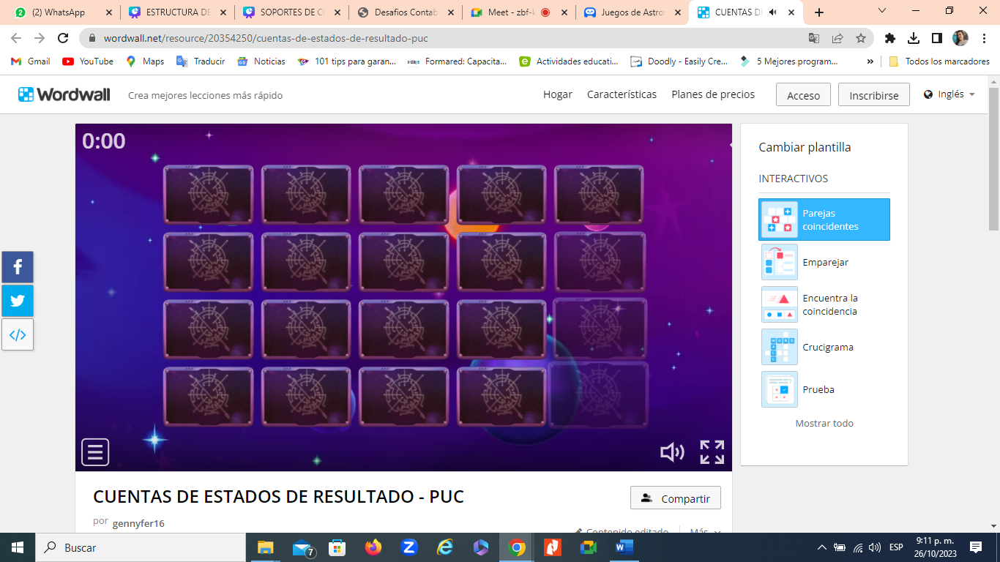 (2) WhatsApp
ESTRUCTURA DE
SOPORTES DE CO
Desafíos Contab
Meet - zbf-k
Juegos de Astron
CUENTAS DE
wordwall.net/resource/20354250/cuentas-de-estados-de-resultado-puc
Gmail
YouTube
Maps
Traducir
Noticias
101 tips para garan...
Formared: Capacita...
Actividades educati...
Doodly - Easily Cre...
5 Mejores program...
»
Todos los marcadores
Wordwall
Crea mejores lecciones más rápido
Hogar
Características
Planes de precios
Acceso
Inscribirse
Inglés
0:00
Cambiar plantilla
INTERACTIVOS
Parejas
coincidentes
Emparejar
Encuentra la
coincidencia
Crucigrama
Prueba
Mostrar todo
CUENTAS DE ESTADOS DE RESULTADO - PUC
Compartir
por gennyfer16
Contenido editado
Más
Buscar
7
ESP
9:11 p. m.
26/10/2023